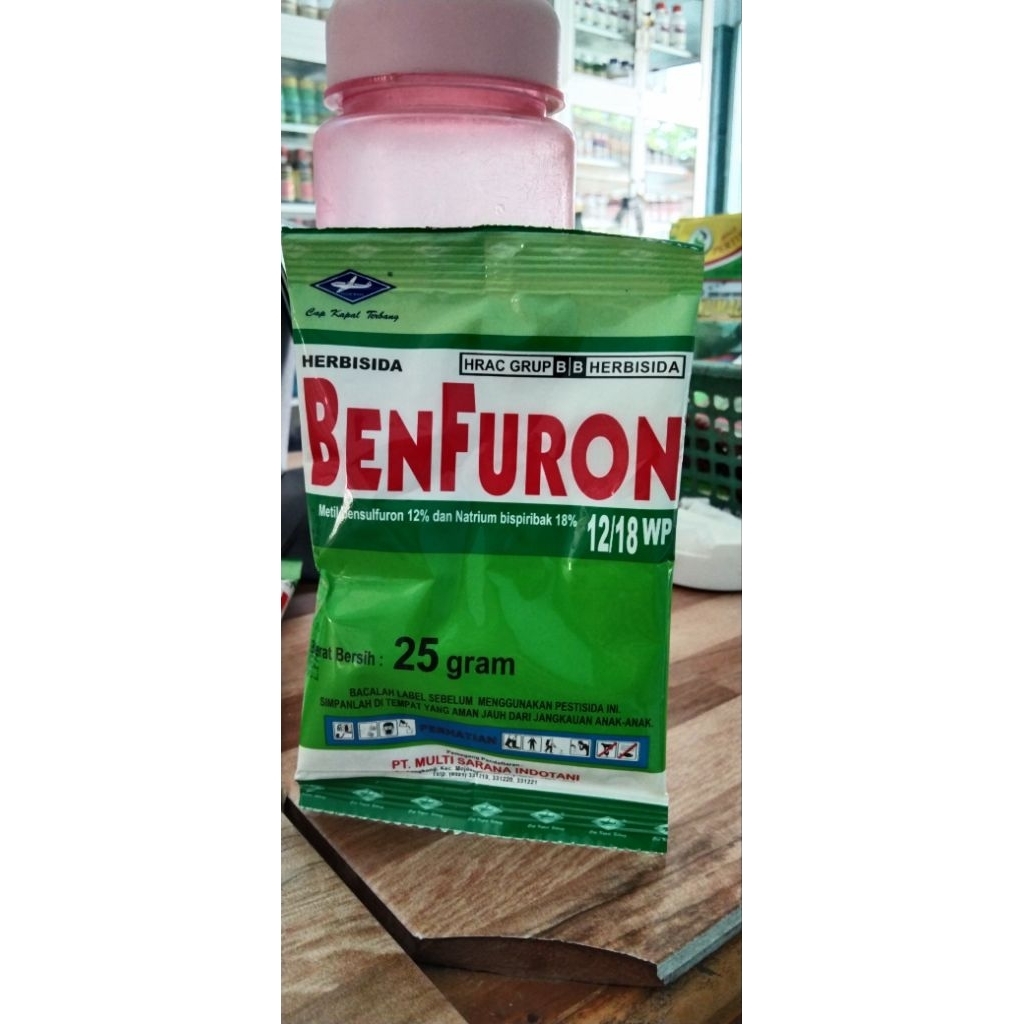 Cap Kapal Terbang
HERBISIDA
HRAC GRUP B B HERBISIDA
BENFURON
Metil bensulfuron 12% dan Natrium bispiribak 18%
12/18 WP
Berat Bersih : 25 gram
BACALAH LABEL SEBELUM MENGGUNAKAN PESTISIDA INI.
SIMPANLAH DI TEMPAT YANG AMAN JAUH DARI JANGKAUAN ANAK-ANAK.
PERHATIAN
Pemegang Pendaftaran
PT. MULTI SARANA INDOTANI